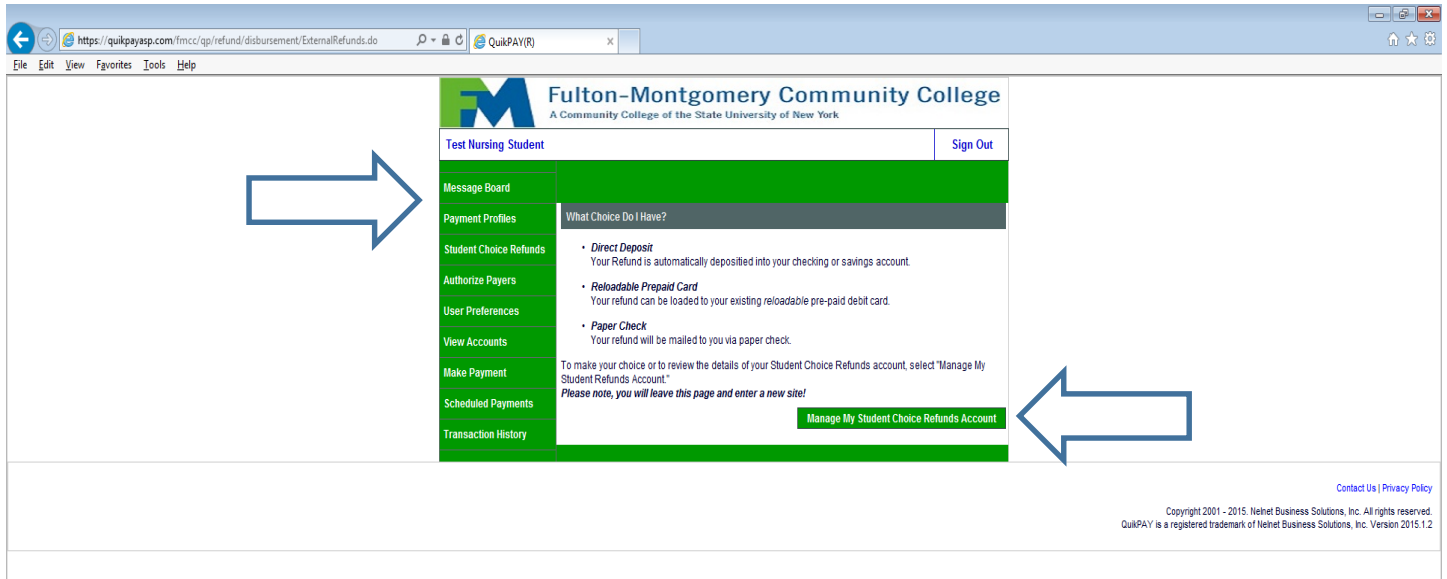 https://quikpayasp.com/fmcc/qp/refund/disbursement/ExternalRefunds.do
QuikPAY(R)
File Edit View Favorites Tools Help
FM
Fulton-Montgomery Community College
A Community College of the State University of New York
Test Nursing Student
Sign Out
Message Board
Payment Profiles
Student Choice Refunds
Authorize Payers
User Preferences
View Accounts
Make Payment
Scheduled Payments
Transaction History
What Choice Do I Have?
• Direct Deposit
Your Refund is automatically depositied into your checking or savings account.
• Reloadable Prepaid Card
Your refund can be loaded to your existing reloadable pre-paid debit card.
• Paper Check
Your refund will be mailed to you via paper check.
To make your choice or to review the details of your Student Choice Refunds account, select "Manage My
Student Refunds Account."
Please note, you will leave this page and enter a new site!
Manage My Student Choice Refunds Account
Contact Us | Privacy Policy
Copyright 2001 - 2015. Nelnet Business Solutions, Inc. All rights reserved.
QuikPAY is a registered trademark of Nelnet Business Solutions, Inc. Version 2015.1.2